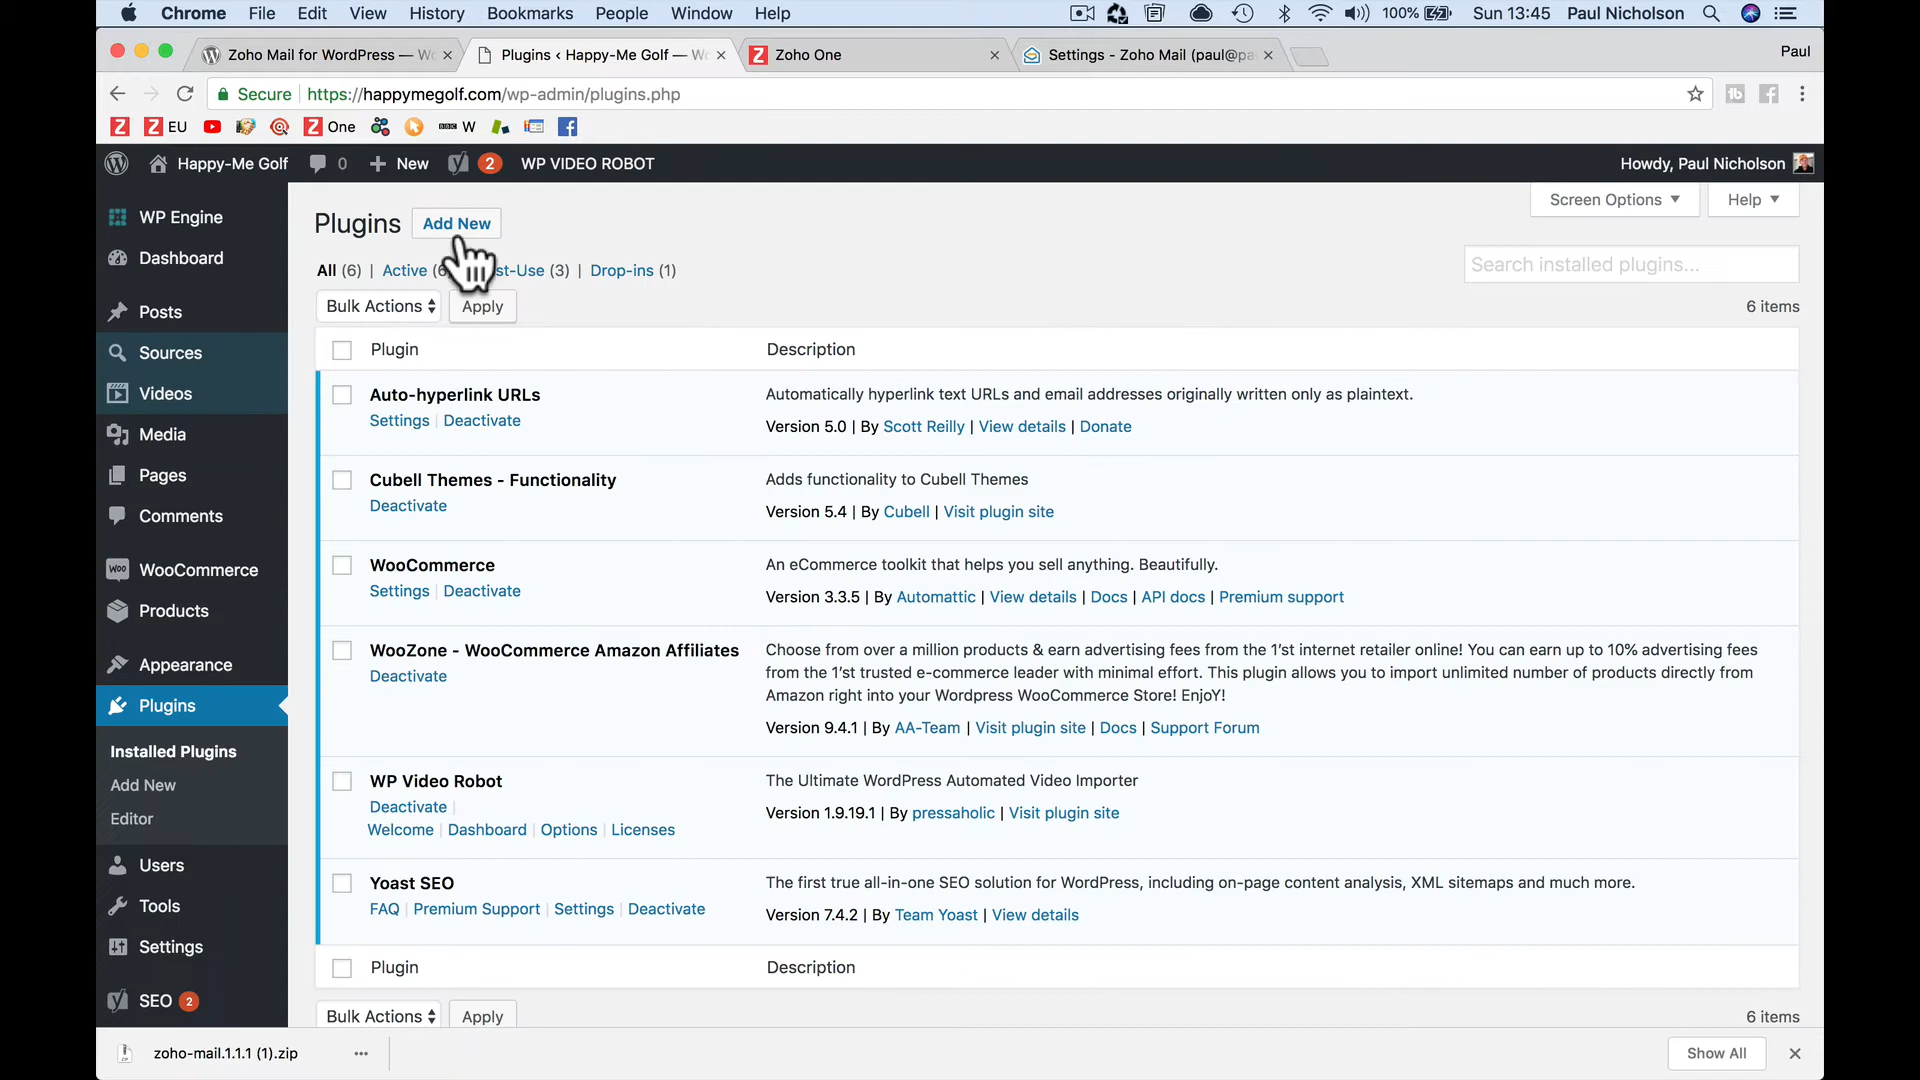 Chrome File Edit View History Bookmarks People Window Help 100% Sun 13:45 Paul Nicholson
Zoho Mail for WordPress — Wo Plugins ‹ Happy-Me Golf — Wo Zoho One Settings - Zoho Mail (paul@pa Paul
Secure https://happymegolf.com/wp-admin/plugins.php
EU One BBC W
Happy-Me Golf 0 New 2 WP VIDEO ROBOT Howdy, Paul Nicholson
WP Engine
Dashboard
Posts
Sources
Videos
Media
Pages
Comments
WooCommerce
Products
Appearance
Plugins
Installed Plugins
Add New
Editor
Users
Tools
Settings
SEO 2
Screen Options Help
Plugins Add New
All (6) | Active (6 st-Use (3) | Drop-ins (1)
Search installed plugins...
Bulk Actions Apply 6 items
Plugin Description
Auto-hyperlink URLs
Settings | Deactivate
Automatically hyperlink text URLs and email addresses originally written only as plaintext.
Version 5.0 | By Scott Reilly | View details | Donate
Cubell Themes - Functionality
Deactivate
Adds functionality to Cubell Themes
Version 5.4 | By Cubell | Visit plugin site
WooCommerce
Settings | Deactivate
An eCommerce toolkit that helps you sell anything. Beautifully.
Version 3.3.5 | By Automattic | View details | Docs | API docs | Premium support
WooZone - WooCommerce Amazon Affiliates
Deactivate
Choose from over a million products & earn advertising fees from the 1'st internet retailer online! You can earn up to 10% advertising fees
from the 1'st trusted e-commerce leader with minimal effort. This plugin allows you to import unlimited number of products directly from
Amazon right into your Wordpress WooCommerce Store! EnjoY!
Version 9.4.1 | By AA-Team | Visit plugin site | Docs | Support Forum
WP Video Robot
Deactivate |
Welcome | Dashboard | Options | Licenses
The Ultimate WordPress Automated Video Importer
Version 1.9.19.1 | By pressaholic | Visit plugin site
Yoast SEO
FAQ | Premium Support | Settings | Deactivate
The first true all-in-one SEO solution for WordPress, including on-page content analysis, XML sitemaps and much more.
Version 7.4.2 | By Team Yoast | View details
Plugin Description
Bulk Actions Apply 6 items
zoho-mail.1.1.1 (1).zip Show All